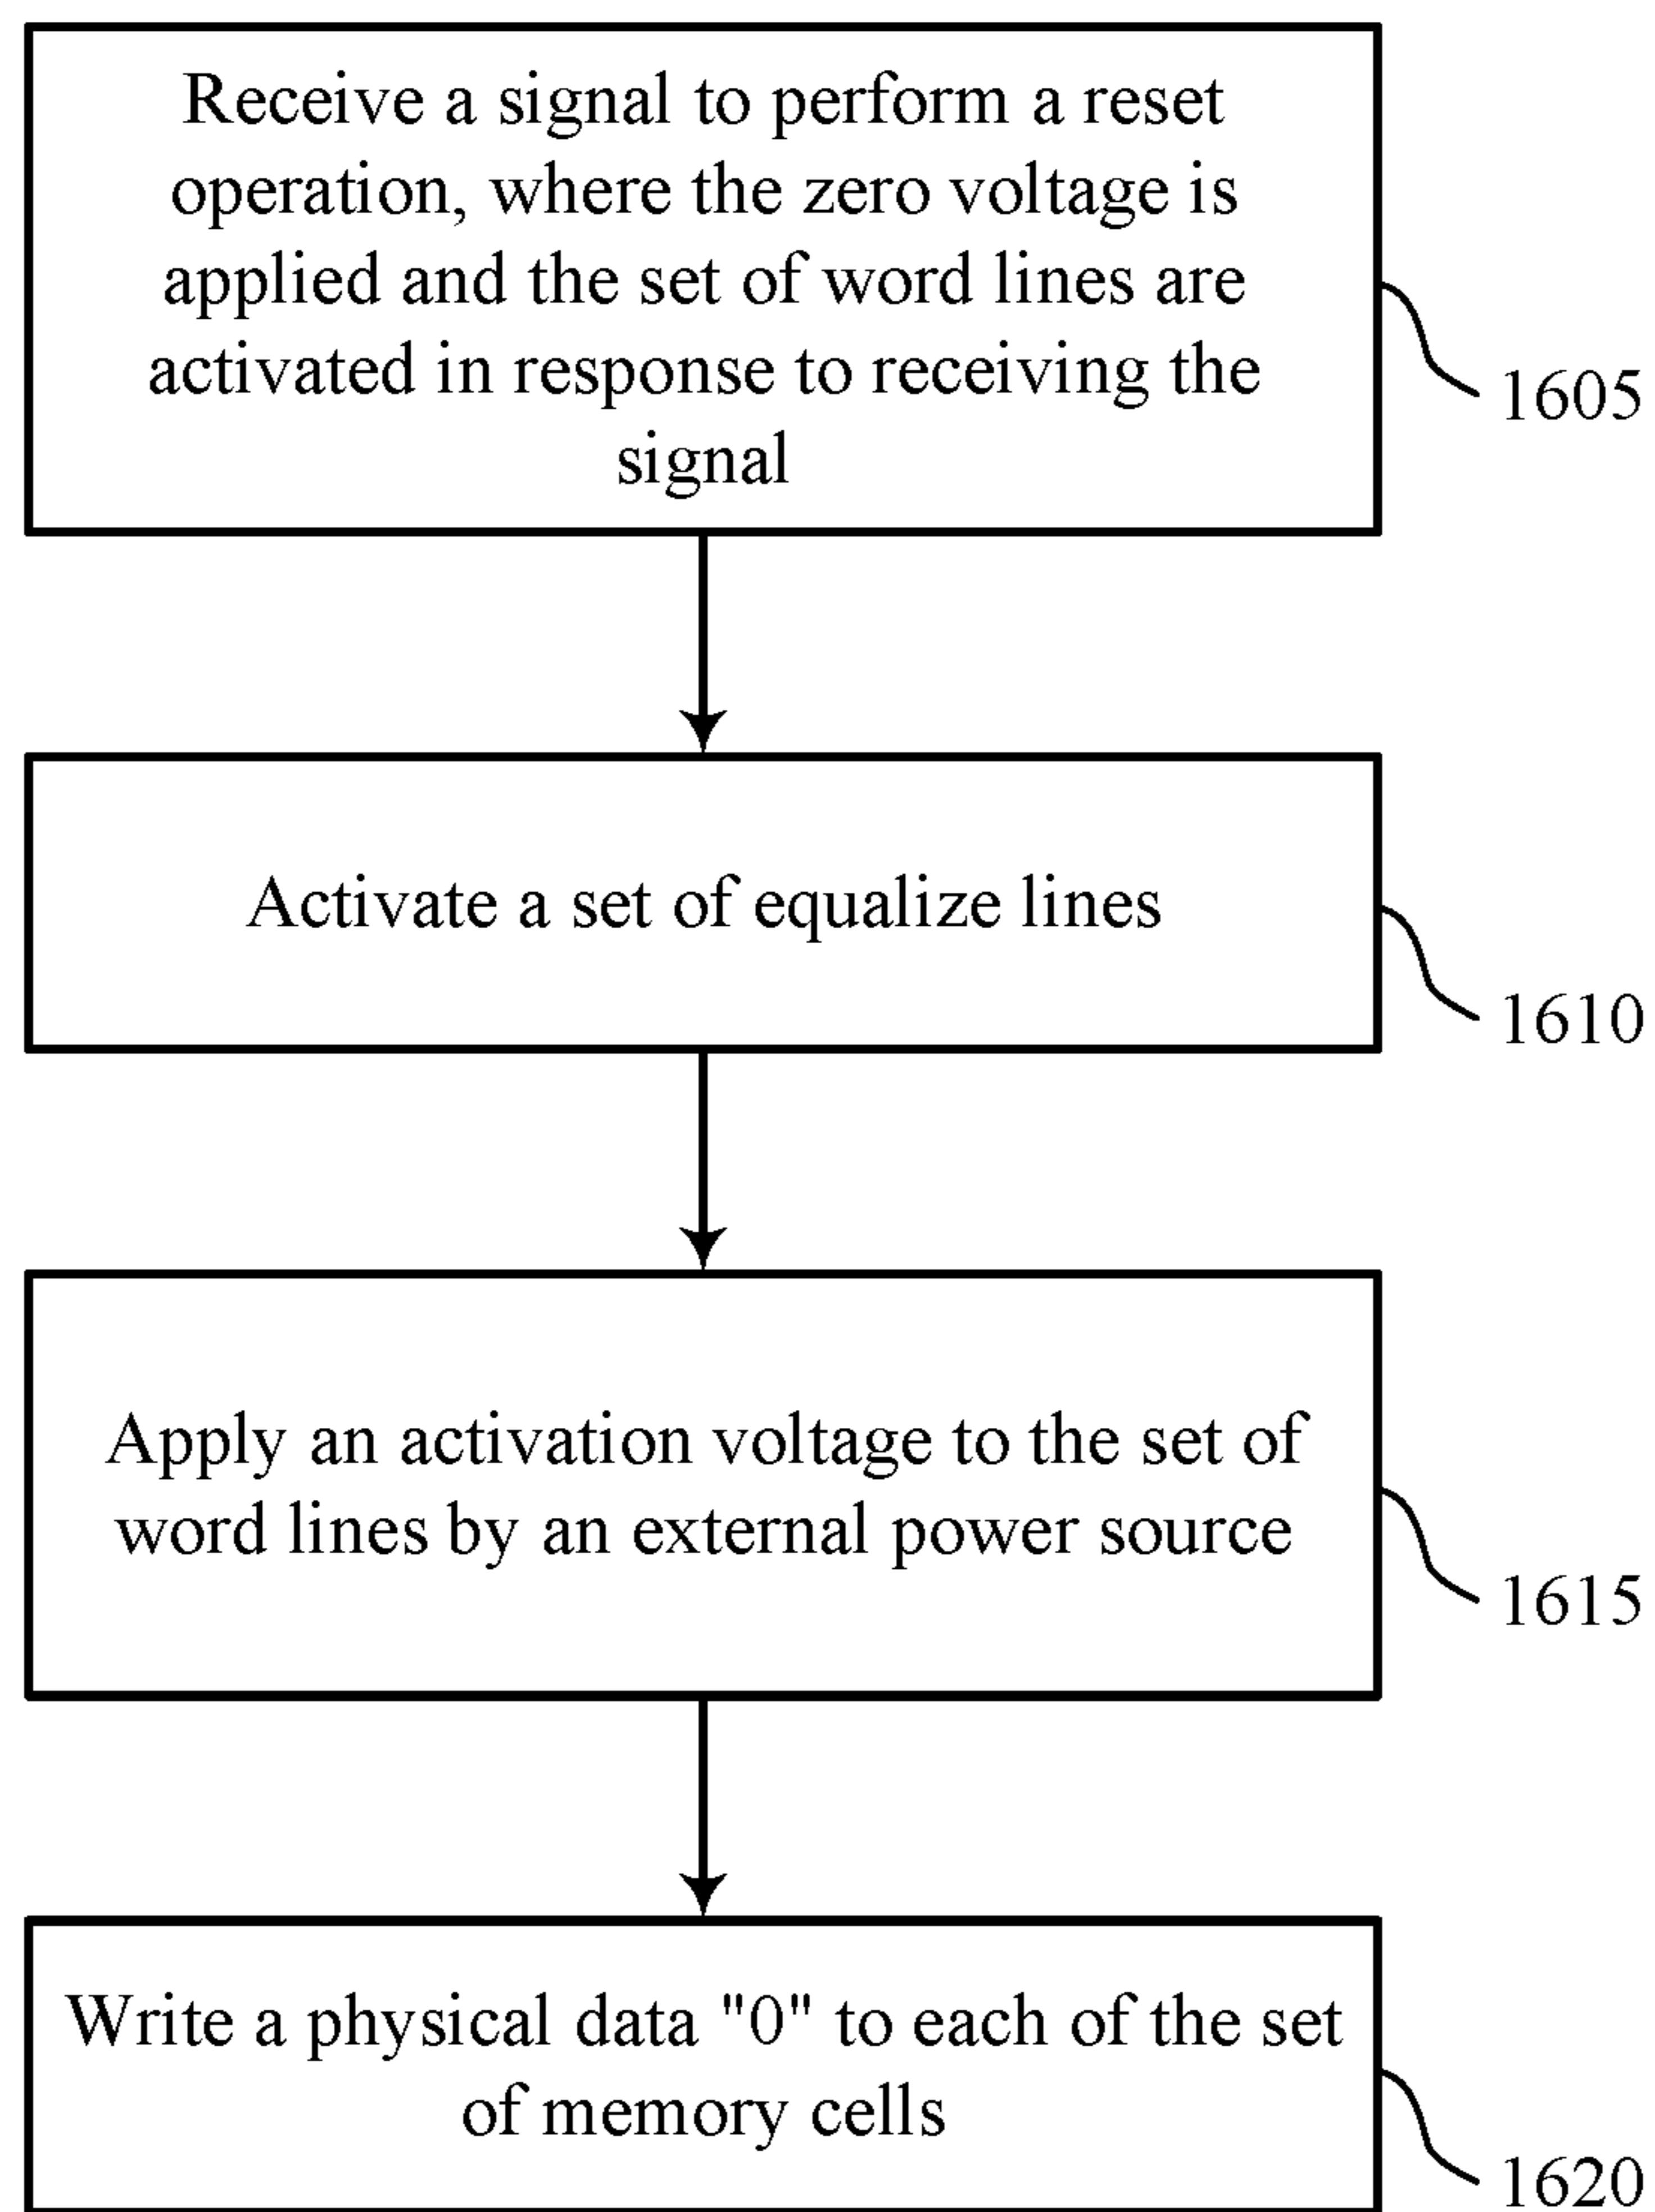 Receive a signal to perform a reset
operation, where the zero voltage is
applied and the set of word lines are
activated in response to receiving the
signal
1605
Activate a set of equalize lines
1610
Apply an activation voltage to the set of
word lines by an external power source
1615
Write a physical data "0" to each of the set
of memory cells
1620